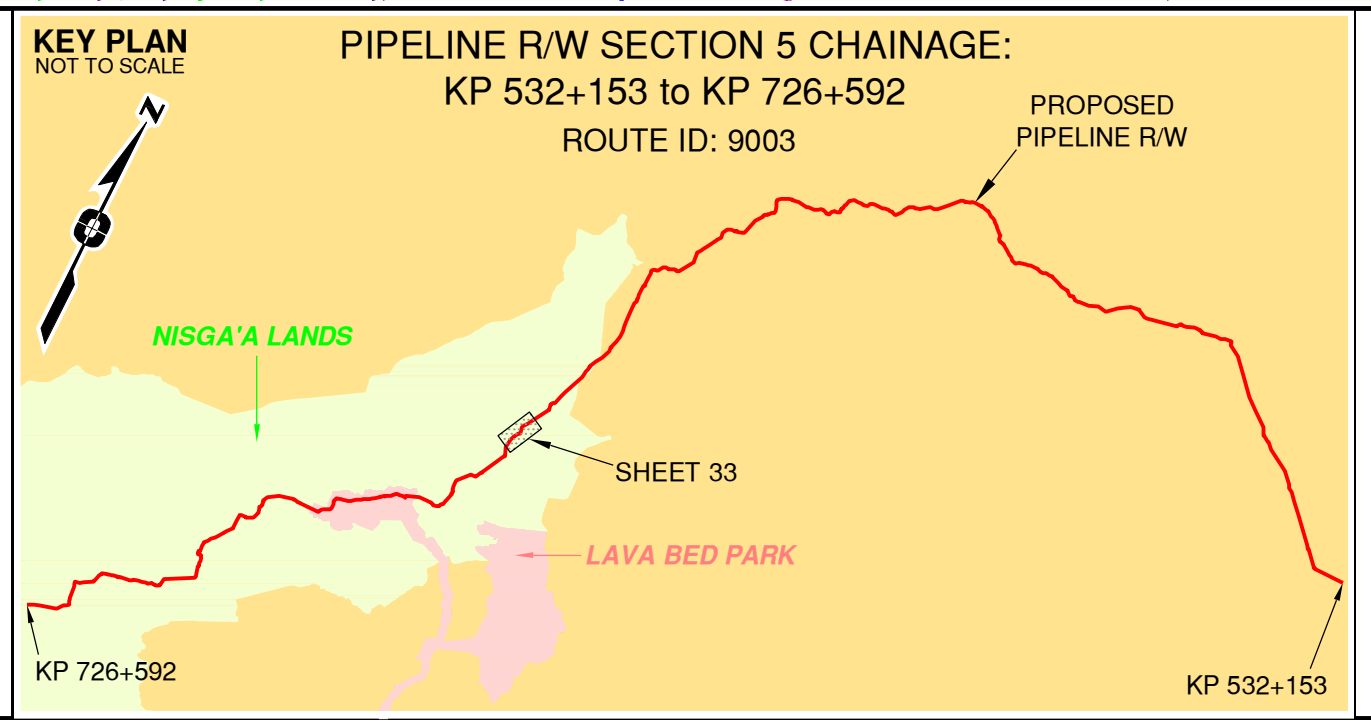 KEY PLAN
NOT TO SCALE
PIPELINE R/W SECTION 5 CHAINAGE:
KP 532+153 to KP 726+592
ROUTE ID: 9003
PROPOSED
PIPELINE R/W
N
NISGA'A LANDS
SHEET 33
LAVA BED PARK
KP 726+592
KP 532+153